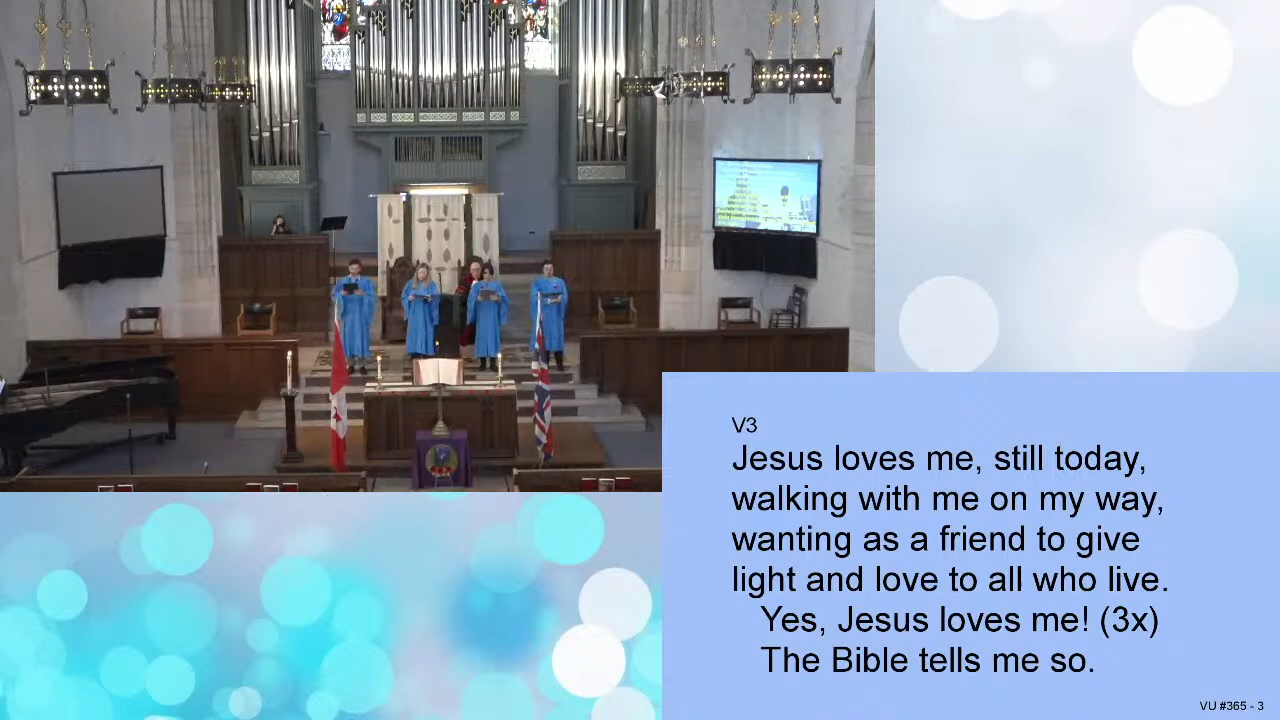 V3
Jesus loves me, still today,
walking with me on my way,
wanting as a friend to give
light and love to all who live.
Yes, Jesus loves me! (3x)
The Bible tells me so.
VU #365 - 3